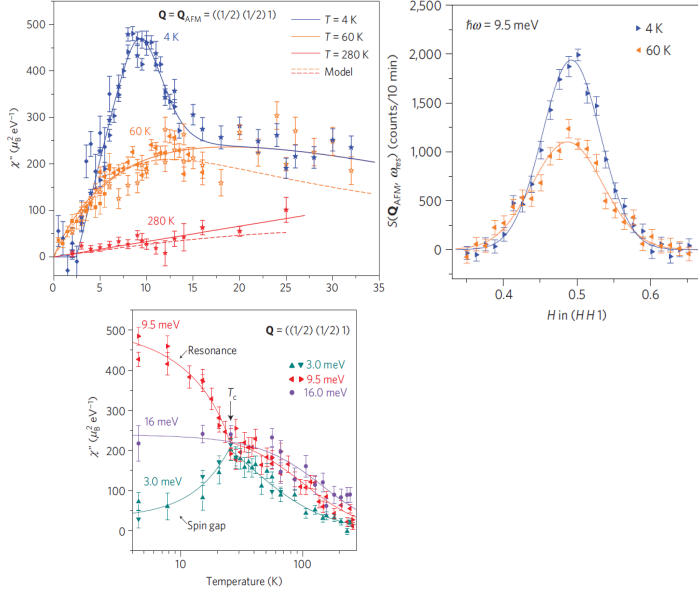 Q = Q_AFM = ((1/2) (1/2) 1)
T = 4 K
T = 60 K
T = 280 K
Model
4 K
60 K
280 K
χ″ (μ_B² eV⁻¹)
500
400
300
200
100
0
0 5 10 15 20 25 30 35
ħω = 9.5 meV
4 K
60 K
S(Q_AFM, ω_res) (counts/10 min)
2,500
2,000
1,500
1,000
500
0
0.4 0.5 0.6
H in (H H 1)
9.5 meV
Q = ((1/2) (1/2) 1)
Resonance
3.0 meV
9.5 meV
16.0 meV
T_c
16 meV
3.0 meV
Spin gap
χ″ (μ_B² eV⁻¹)
500
400
300
200
100
0
10 100
Temperature (K)